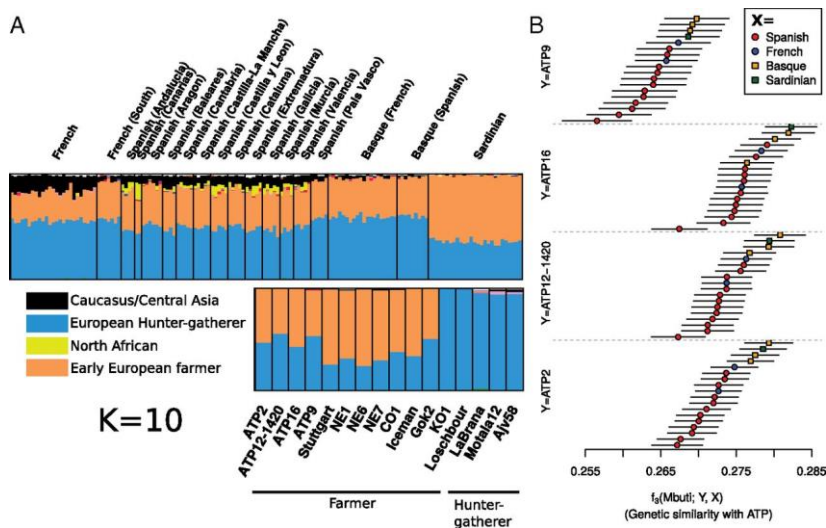 A
French
French (South)
Spanish (Andalucia)
Spanish (Canarias)
Spanish (Aragon)
Spanish (Baleares)
Spanish (Cantabria)
Spanish (Castilla-La Mancha)
Spanish (Castilla y Leon)
Spanish (Cataluna)
Spanish (Extremadura)
Spanish (Galicia)
Spanish (Murcia)
Spanish (Valencia)
Spanish (Pais Vasco)
Basque (French)
Basque (Spanish)
Sardinian
Caucasus/Central Asia
European Hunter-gatherer
North African
Early European farmer
K=10
ATP2
ATP12-1420
ATP16
ATP9
Stuttgart
NE1
NE6
NE7
CO1
Iceman
Gok2
KO1
Loschbour
LaBrana
Motala12
Ajv58
Farmer
Hunter-
gatherer
B
X=
Spanish
French
Basque
Sardinian
Y=ATP9
Y=ATP16
Y=ATP12-1420
Y=ATP2
0.255
0.265
0.275
0.285
f3(Mbuti; Y, X)
(Genetic similarity with ATP)